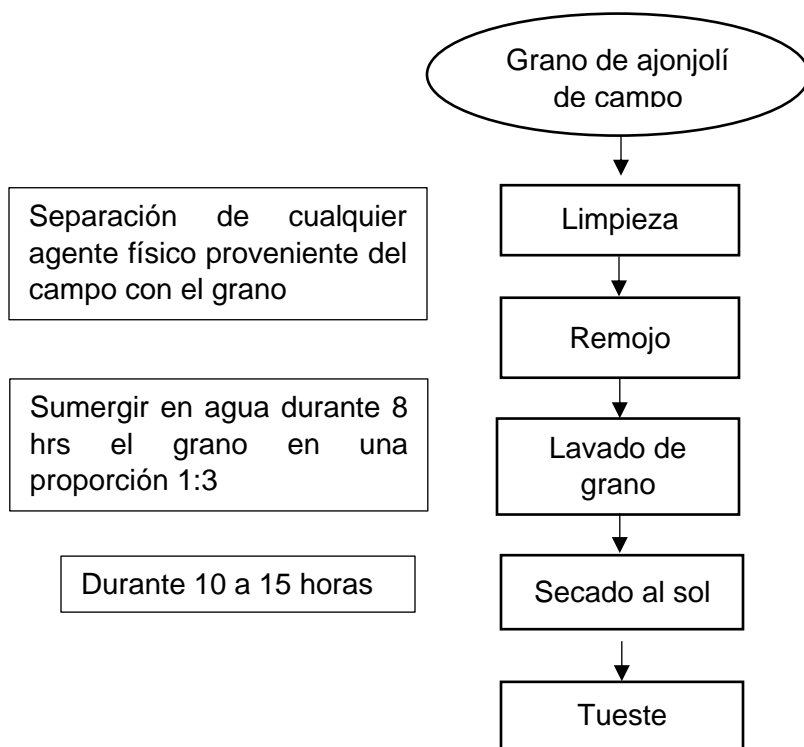 Grano de ajonjolí
de campo
Separación de cualquier
agente físico proveniente del
campo con el grano
Limpieza
Remojo
Sumergir en agua durante 8
hrs el grano en una
proporción 1:3
Lavado de
grano
Durante 10 a 15 horas
Secado al sol
Tueste